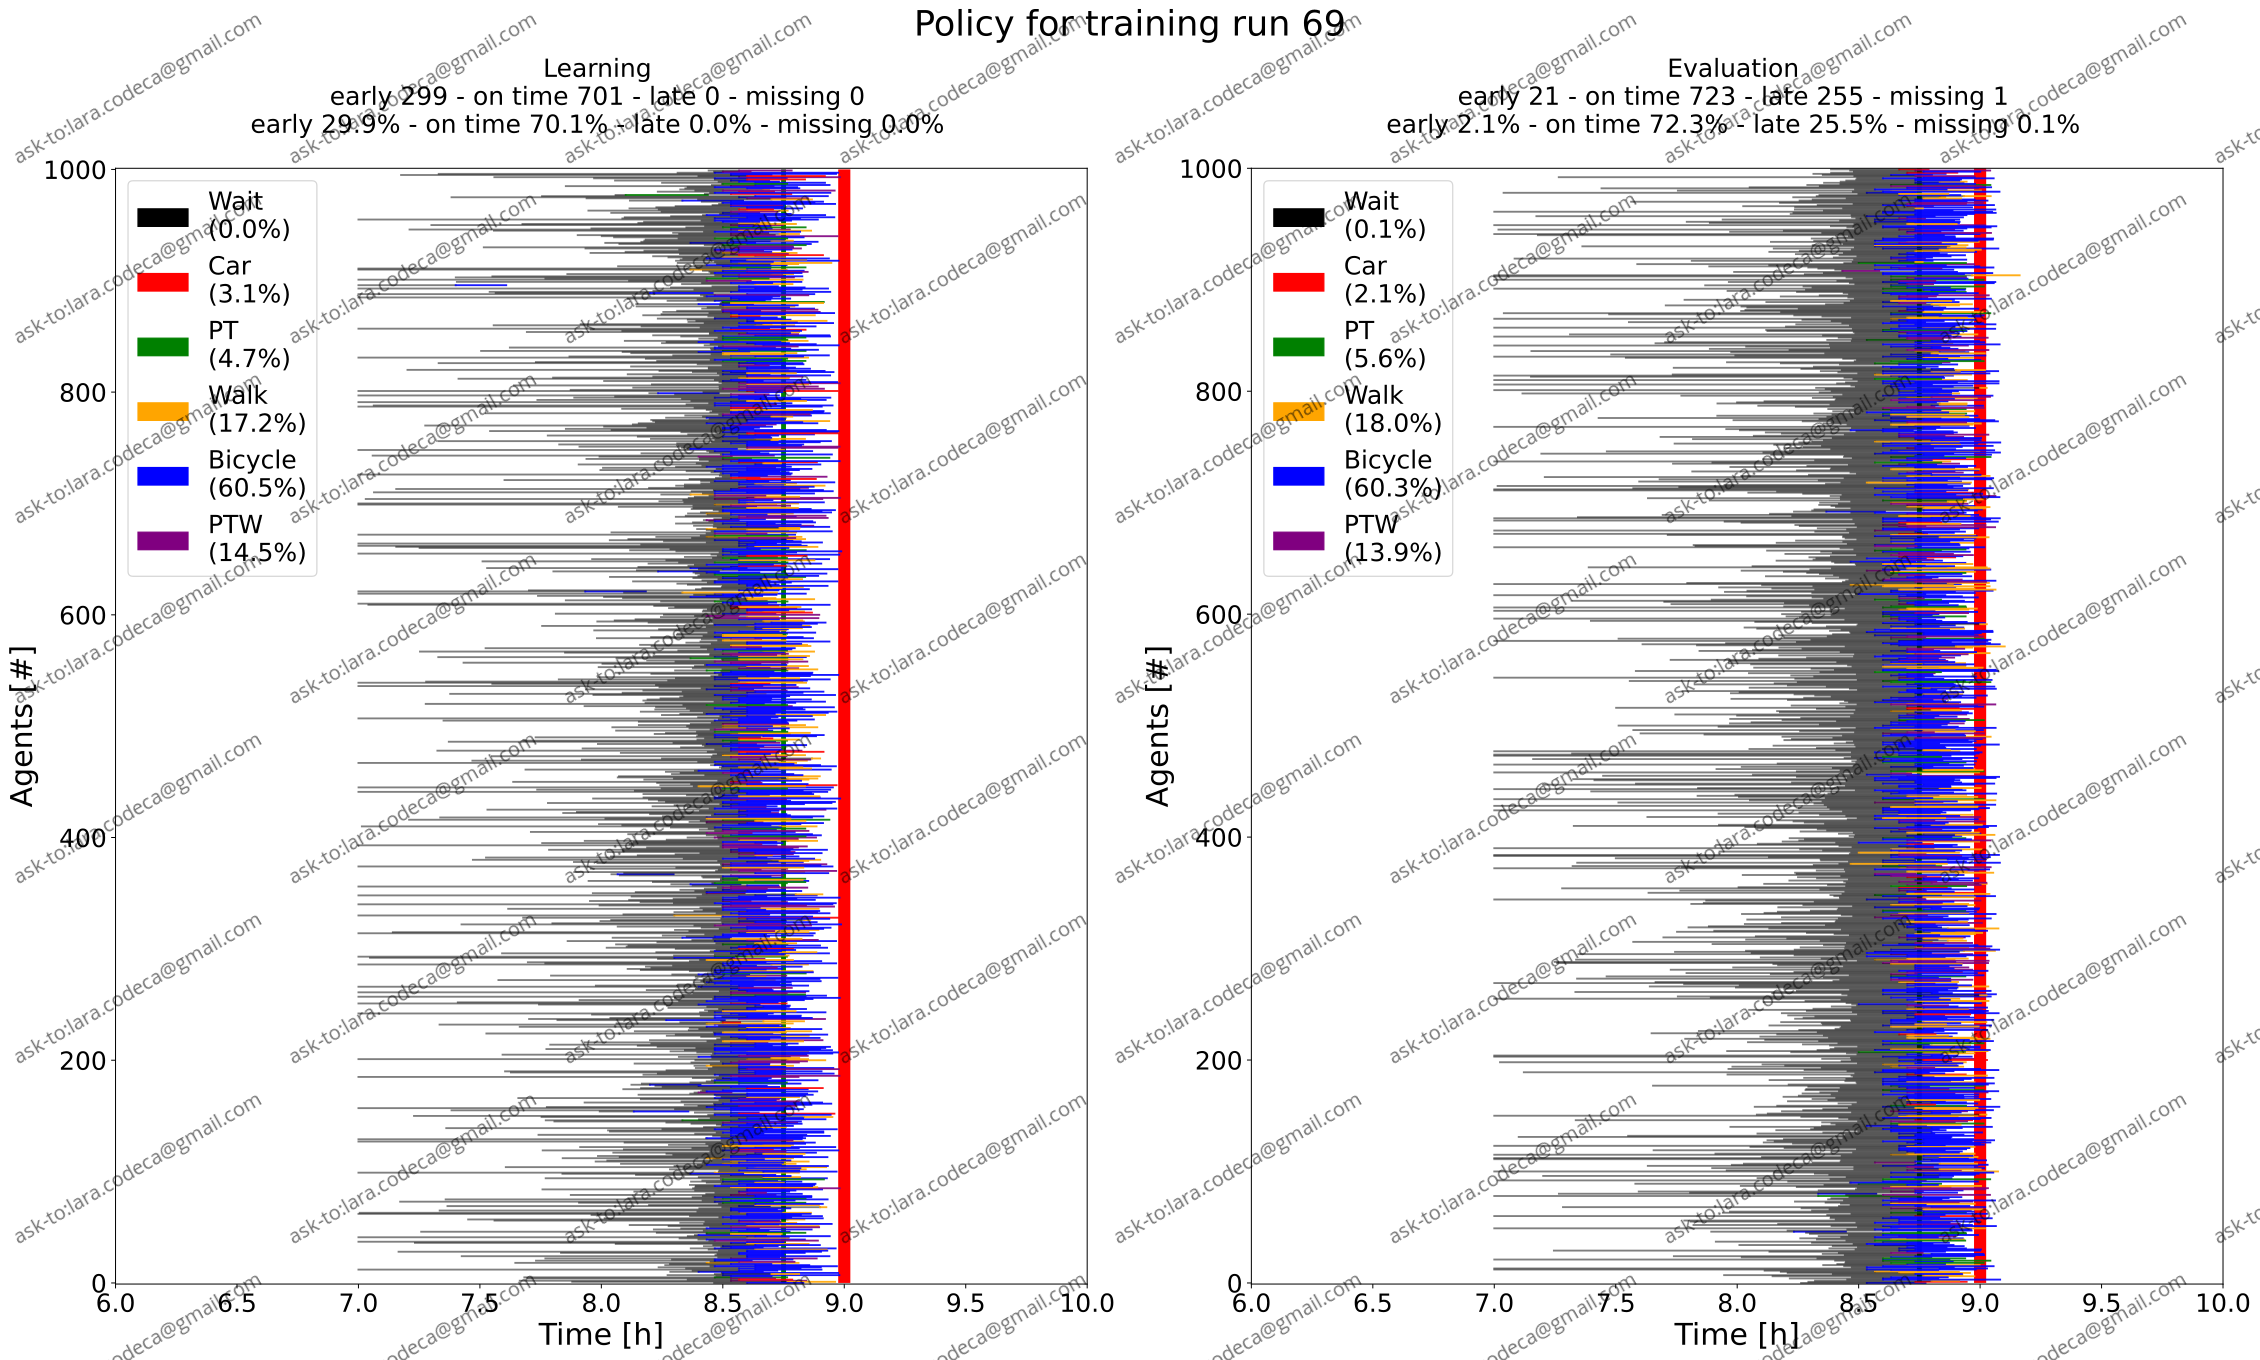 Policy for training run 69
Learning
early 299 - on time 701 - late 0 - missing 0
early 29.9% - on time 70.1% - late 0.0% - missing 0.0%
1000
800
600
400
200
0
Agents [#]
Wait
(0.0%)
Car
(3.1%)
PT
(4.7%)
Walk
(17.2%)
Bicycle
(60.5%)
PTW
(14.5%)
6.0 6.5 7.0 7.5 8.0 8.5 9.0 9.5 10.0
Time [h]
Evaluation
early 21 - on time 723 - late 255 - missing 1
early 2.1% - on time 72.3% - late 25.5% - missing 0.1%
1000
800
600
400
200
0
Agents [#]
Wait
(0.1%)
Car
(2.1%)
PT
(5.6%)
Walk
(18.0%)
Bicycle
(60.3%)
PTW
(13.9%)
6.0 6.5 7.0 7.5 8.0 8.5 9.0 9.5 10.0
Time [h]
ask-to:lara.codeca@gmail.com